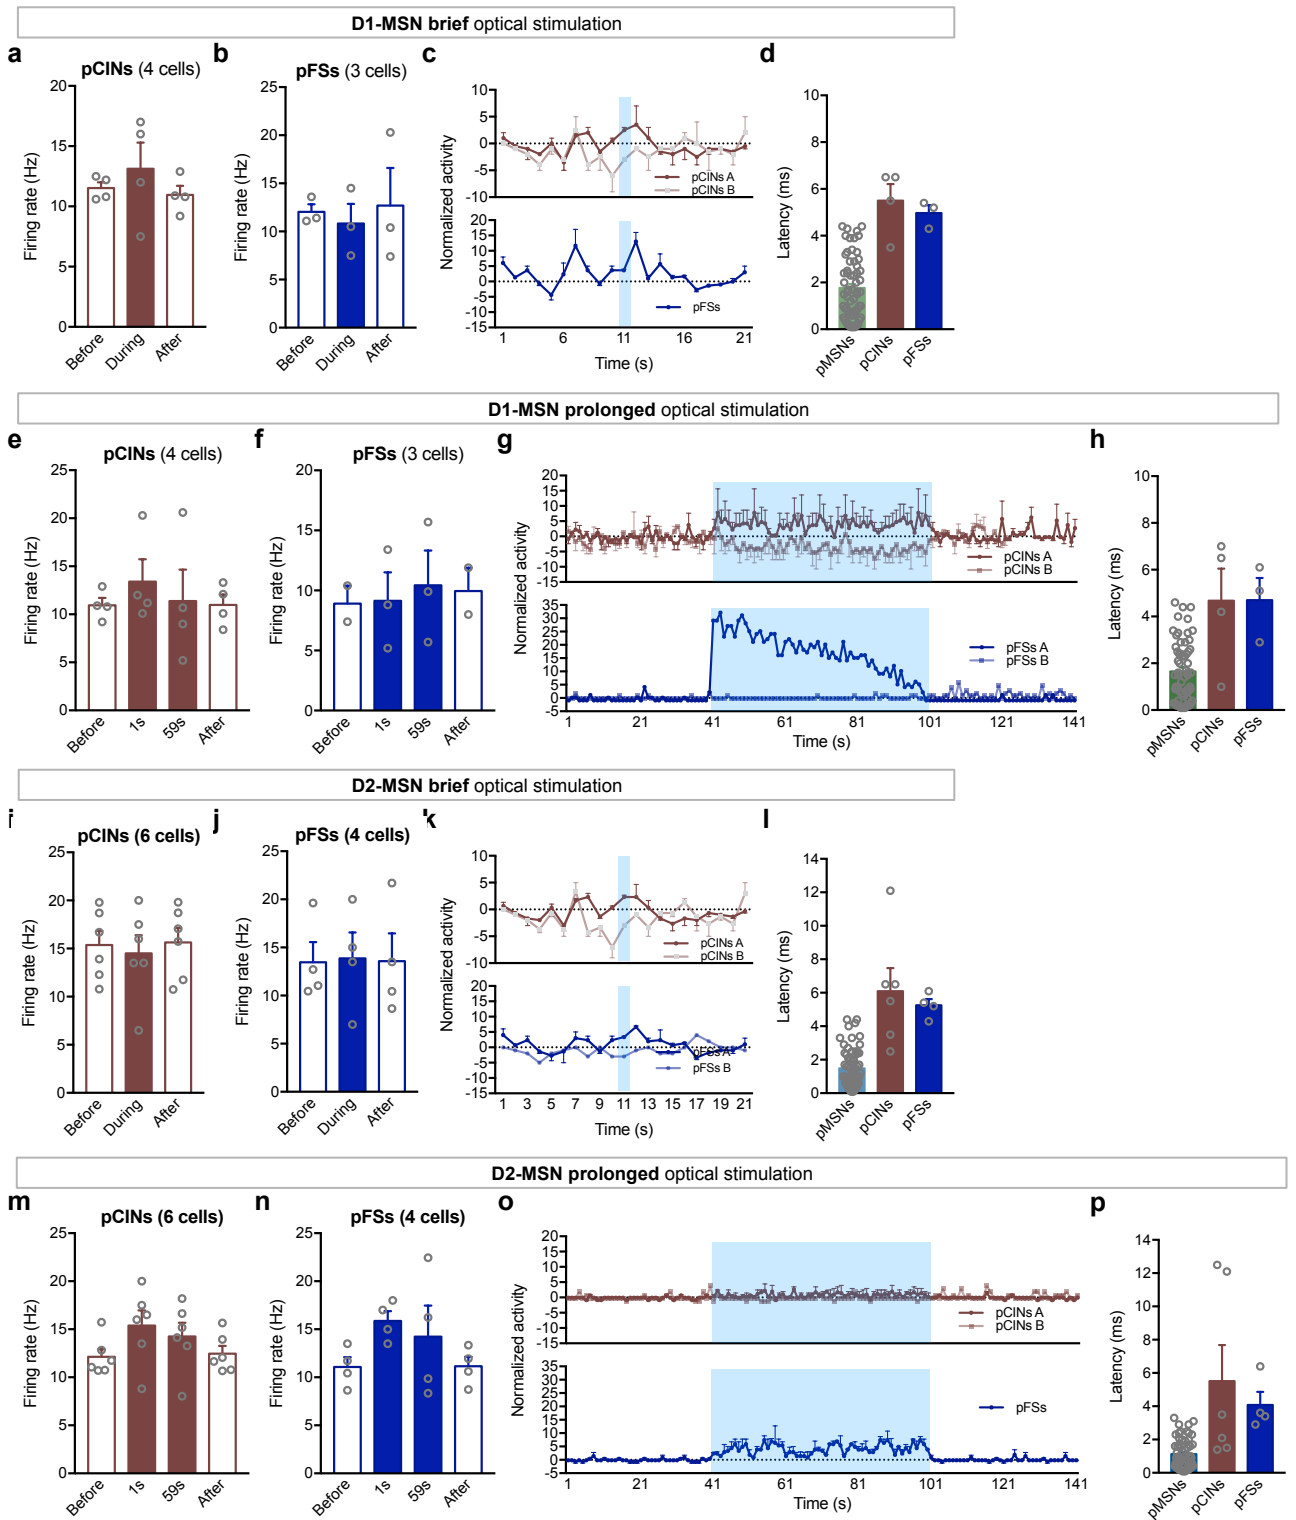 D1-MSN brief optical stimulation
a
pCINs (4 cells)
Firing rate (Hz)
20
15
10
5
0
Before
During
After
b
pFSs (3 cells)
Firing rate (Hz)
25
20
15
10
5
0
Before
During
After
c
Normalized activity
10
5
0
-5
-10
pCINs A
pCINs B
20
15
10
5
0
-5
-10
-15
pFSs
1
6
11
16
21
Time (s)
d
Latency (ms)
10
8
6
4
2
0
pMSNs
pCINs
pFSs
D1-MSN prolonged optical stimulation
e
pCINs (4 cells)
Firing rate (Hz)
25
20
15
10
5
0
Before
1s
59s
After
f
pFSs (3 cells)
Firing rate (Hz)
20
15
10
5
0
Before
1s
59s
After
g
Normalized activity
20
15
10
5
0
-5
-10
-15
pCINs A
pCINs B
35
30
25
20
15
10
5
0
-5
pFSs A
pFSs B
1
21
41
61
81
101
121
141
Time (s)
h
Latency (ms)
10
8
6
4
2
0
pMSNs
pCINs
pFSs
D2-MSN brief optical stimulation
i
pCINs (6 cells)
Firing rate (Hz)
25
20
15
10
5
0
Before
During
After
j
pFSs (4 cells)
Firing rate (Hz)
25
20
15
10
5
0
Before
During
After
k
Normalized activity
10
5
0
-5
-10
pCINs A
pCINs B
20
15
10
5
0
-5
-10
-15
pFSs A
pFSs B
1
3
5
7
9
11
13
15
17
19
21
Time (s)
l
Latency (ms)
14
12
10
8
6
4
2
0
pMSNs
pCINs
pFSs
D2-MSN prolonged optical stimulation
m
pCINs (6 cells)
Firing rate (Hz)
25
20
15
10
5
0
Before
1s
59s
After
n
pFSs (4 cells)
Firing rate (Hz)
25
20
15
10
5
0
Before
1s
59s
After
o
Normalized activity
20
15
10
5
0
-5
-10
-15
pCINs A
pCINs B
35
30
25
20
15
10
5
0
-5
pFSs
1
21
41
61
81
101
121
141
Time (s)
p
Latency (ms)
14
12
10
8
6
4
2
0
pMSNs
pCINs
pFSs